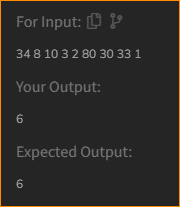 For Input:
34 8 10 3 2 80 30 33 1
Your Output:
6
Expected Output:
6